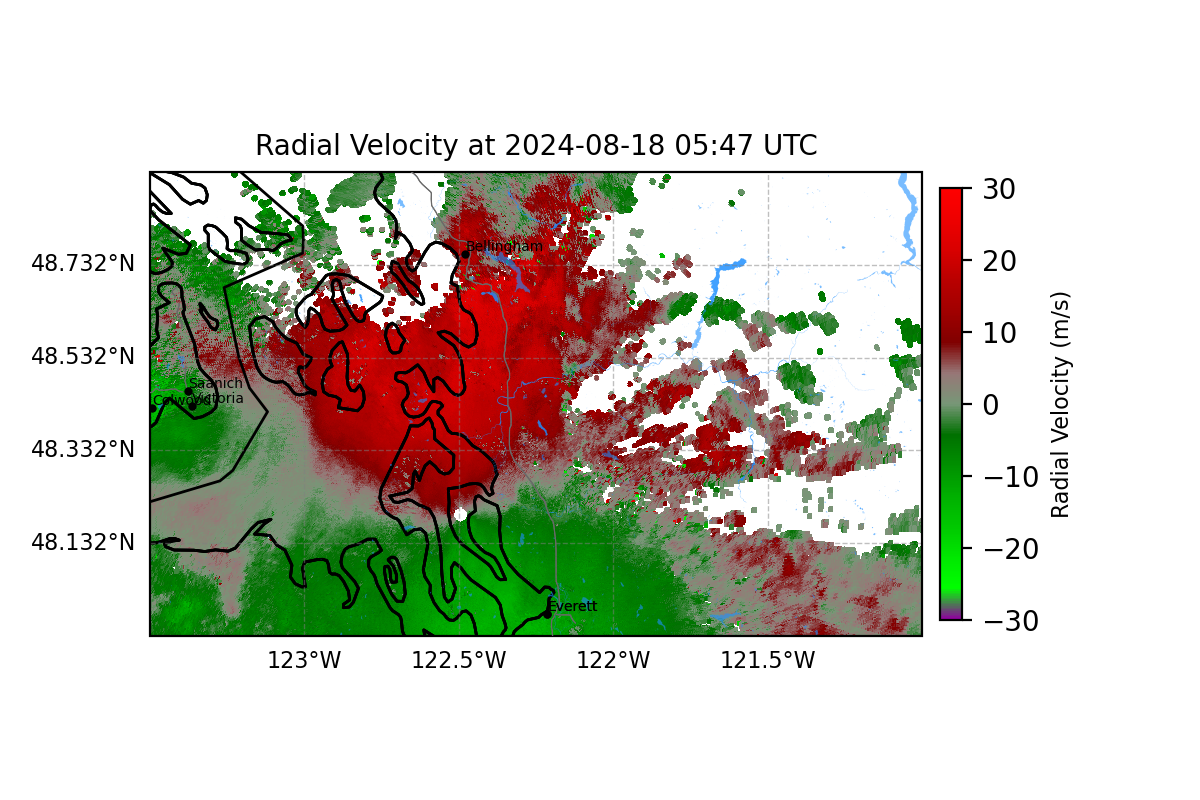 Radial Velocity at 2024-08-18 05:47 UTC
Bellingham
Saanich
Colwood
Victoria
Everett
48.732°N
48.532°N
48.332°N
48.132°N
123°W
122.5°W
122°W
121.5°W
30
20
10
0
−10
−20
−30
Radial Velocity (m/s)